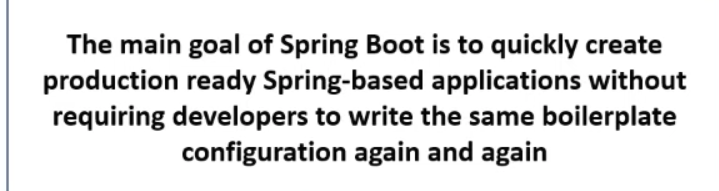 The main goal of Spring Boot is to quickly create
production ready Spring-based applications without
requiring developers to write the same boilerplate
configuration again and again